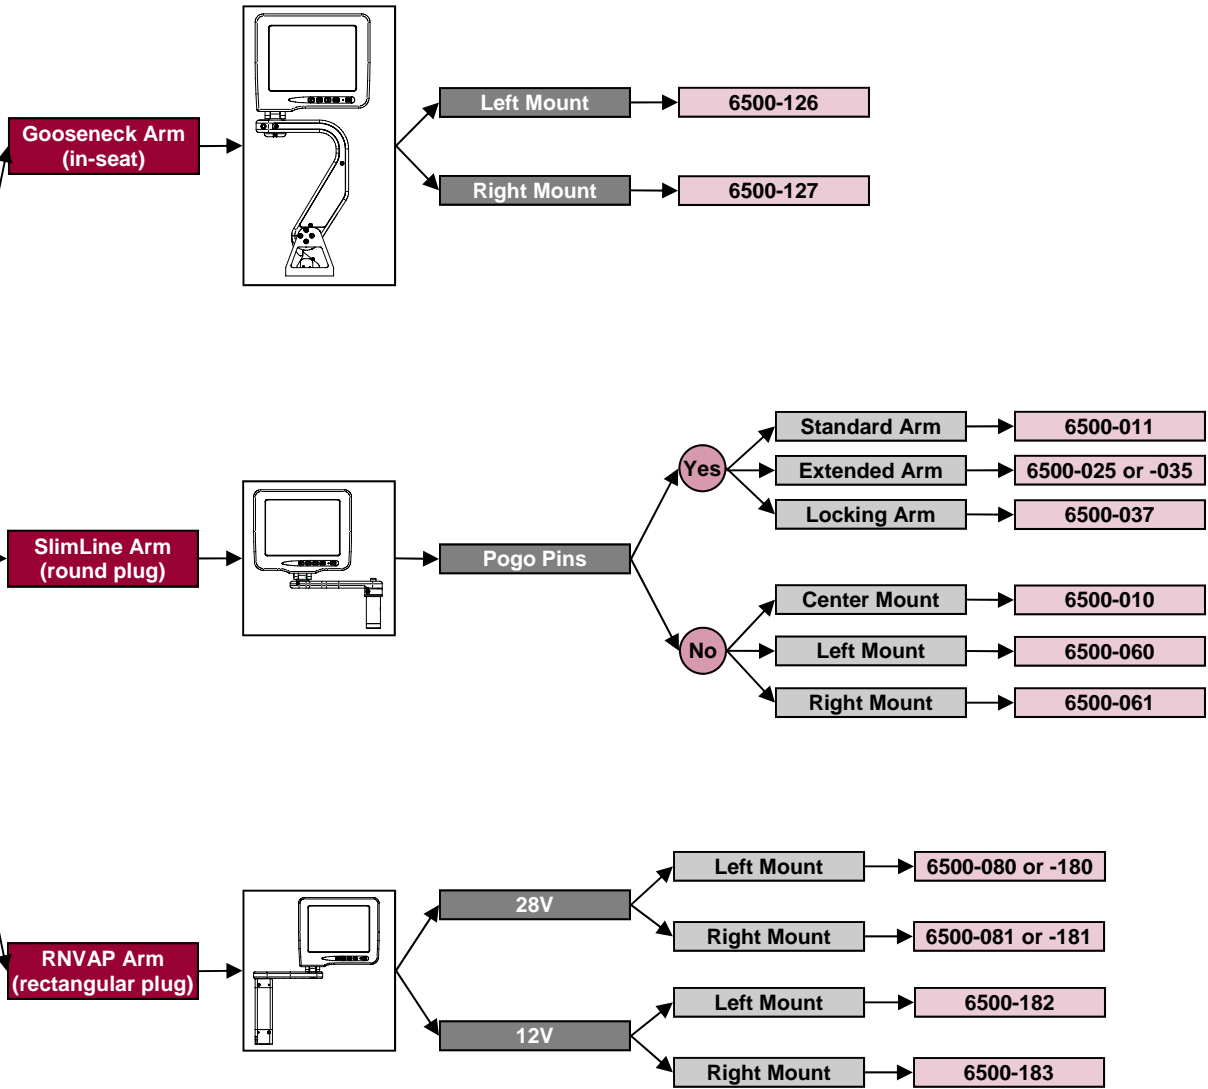 Gooseneck Arm
(in-seat)
Left Mount
6500-126
Right Mount
6500-127
SlimLine Arm
(round plug)
Pogo Pins
Yes
Standard Arm
6500-011
Extended Arm
6500-025 or -035
Locking Arm
6500-037
No
Center Mount
6500-010
Left Mount
6500-060
Right Mount
6500-061
RNVAP Arm
(rectangular plug)
28V
Left Mount
6500-080 or -180
Right Mount
6500-081 or -181
12V
Left Mount
6500-182
Right Mount
6500-183